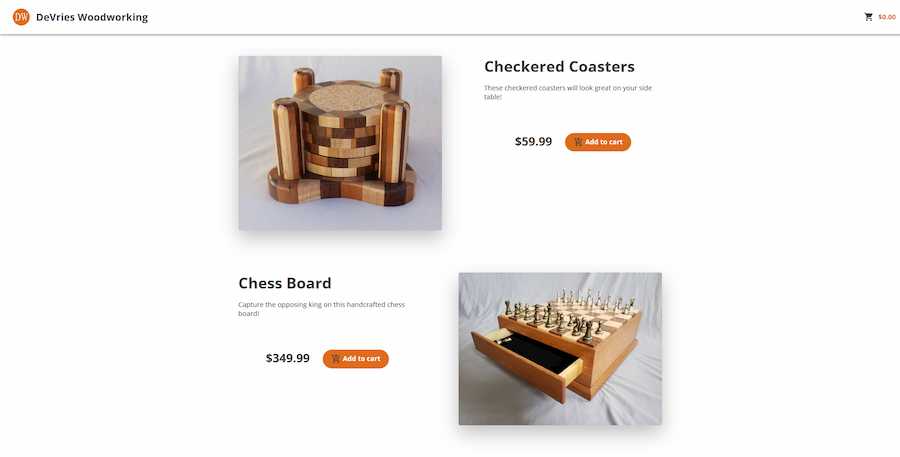 DW DeVries Woodworking
$0.00
Checkered Coasters
These checkered coasters will look great on your side
table!
$59.99 Add to cart
Chess Board
Capture the opposing king on this handcrafted chess
board!
$349.99 Add to cart